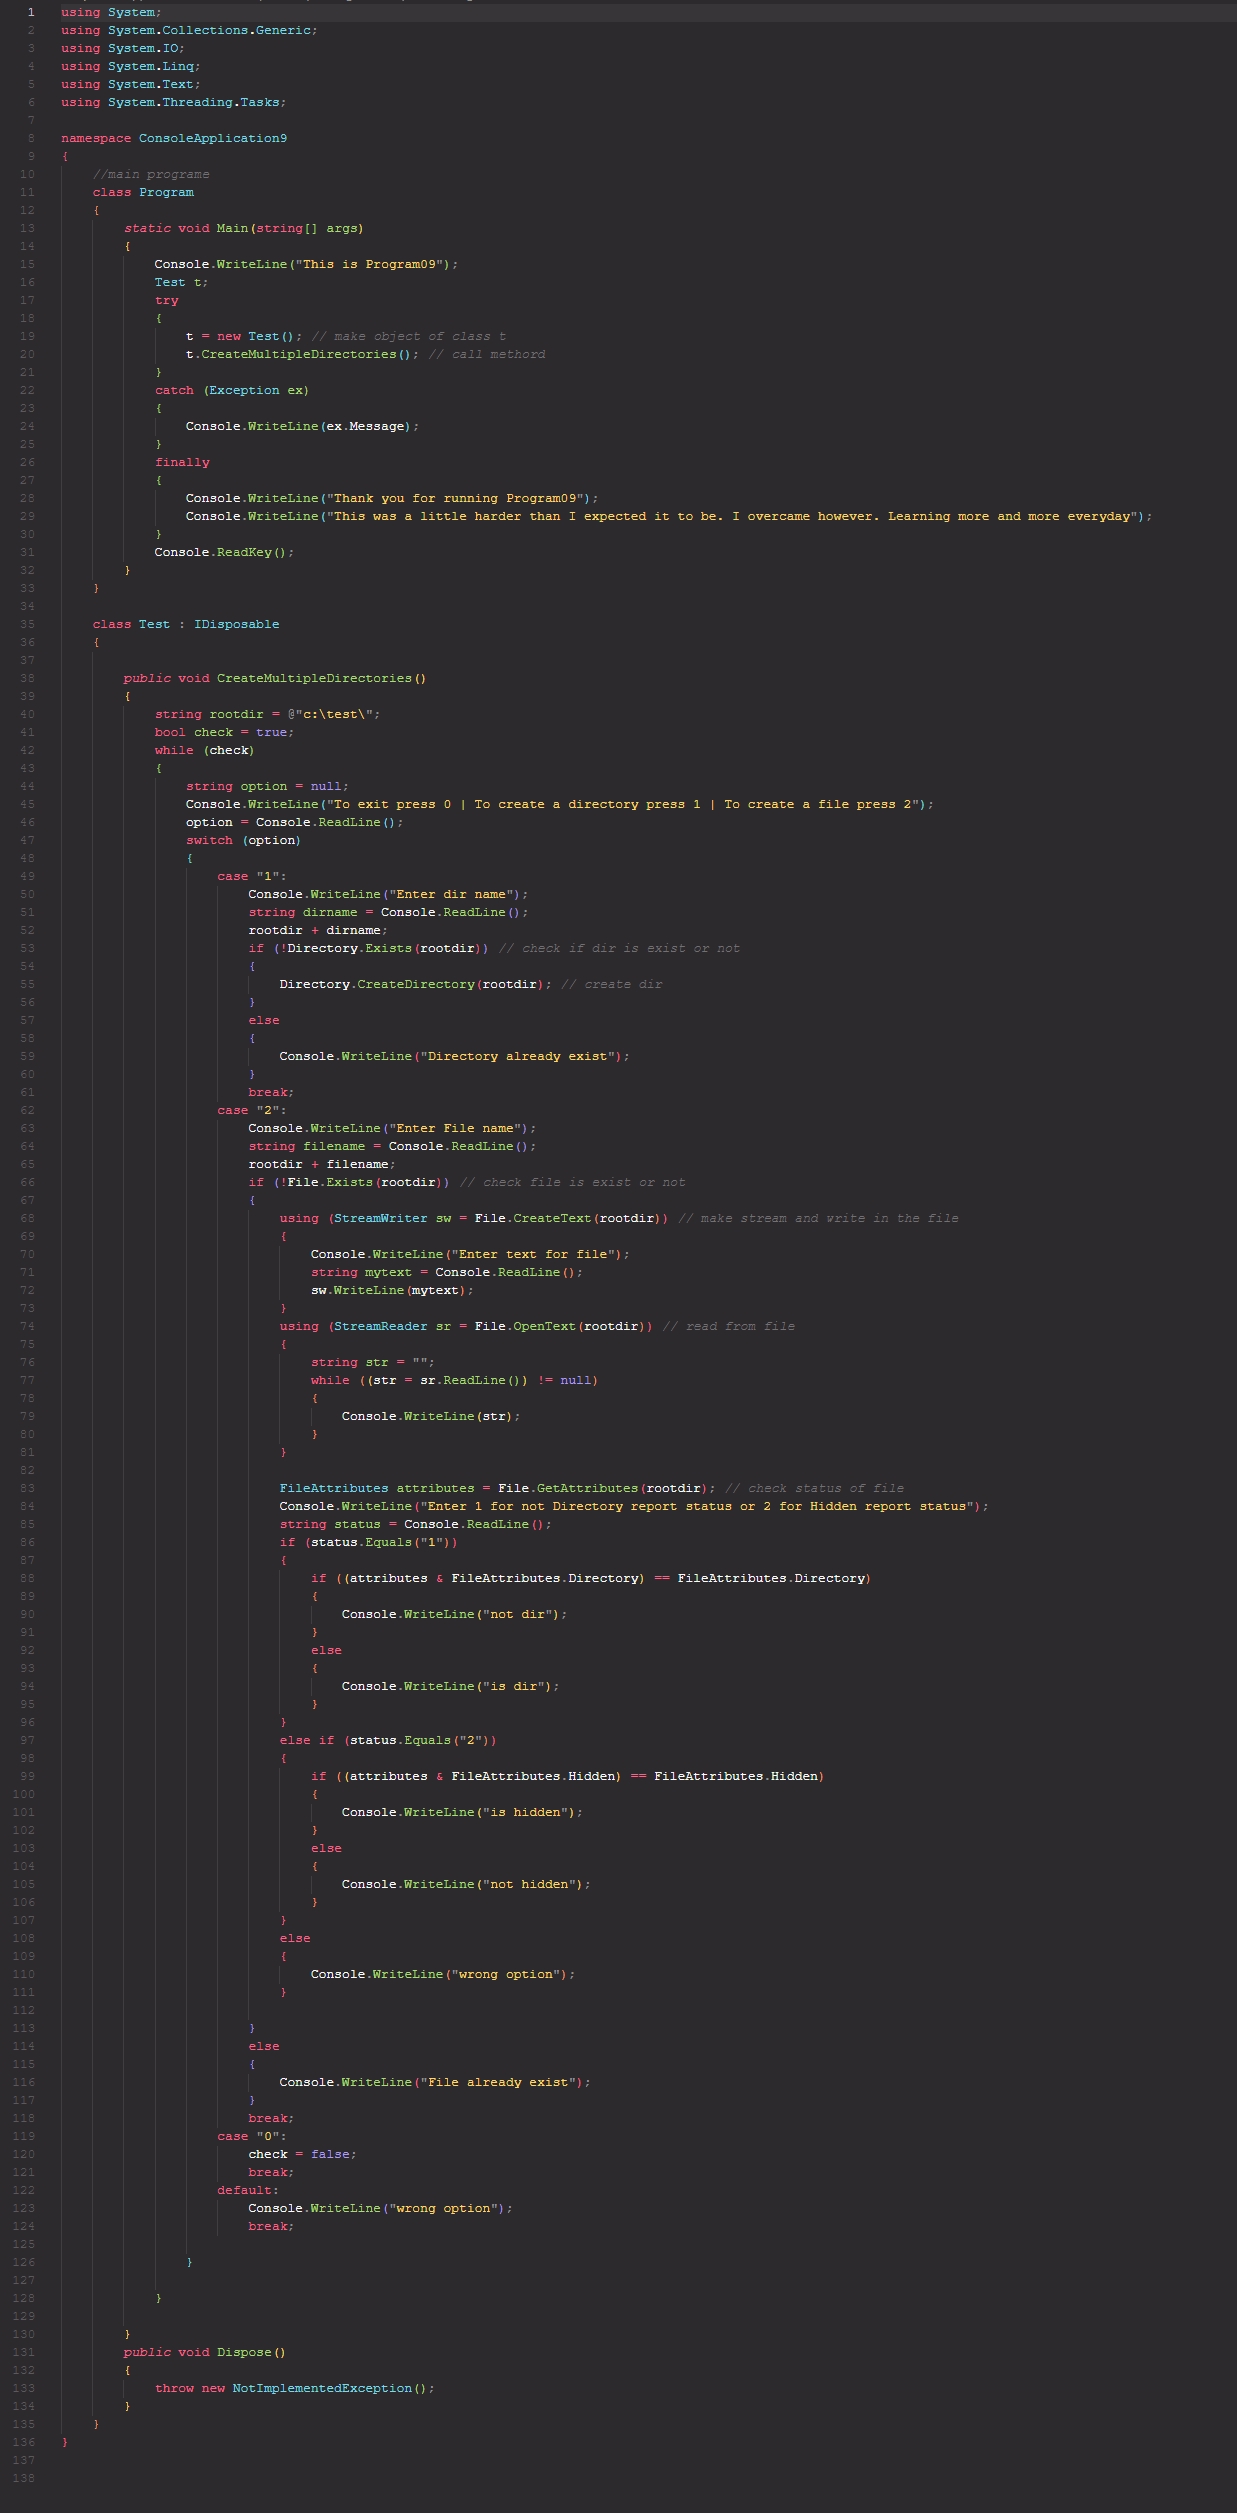 1 using System;
2 using System.Collections.Generic;
3 using System.IO;
4 using System.Linq;
5 using System.Text;
6 using System.Threading.Tasks;
7
8 namespace ConsoleApplication9
9 {
10     //main programe
11     class Program
12     {
13         static void Main(string[] args)
14         {
15             Console.WriteLine("This is Program09");
16             Test t;
17             try
18             {
19                 t = new Test(); // make object of class t
20                 t.CreateMultipleDirectories(); // call methord
21             }
22             catch (Exception ex)
23             {
24                 Console.WriteLine(ex.Message);
25             }
26             finally
27             {
28                 Console.WriteLine("Thank you for running Program09");
29                 Console.WriteLine("This was a little harder than I expected it to be. I overcame however. Learning more and more everyday");
30             }
31             Console.ReadKey();
32         }
33     }
34
35     class Test : IDisposable
36     {
37
38         public void CreateMultipleDirectories()
39         {
40             string rootdir = @"c:\test\";
41             bool check = true;
42             while (check)
43             {
44                 string option = null;
45                 Console.WriteLine("To exit press 0 | To create a directory press 1 | To create a file press 2");
46                 option = Console.ReadLine();
47                 switch (option)
48                 {
49                     case "1":
50                         Console.WriteLine("Enter dir name");
51                         string dirname = Console.ReadLine();
52                         rootdir + dirname;
53                         if (!Directory.Exists(rootdir)) // check if dir is exist or not
54                         {
55                             Directory.CreateDirectory(rootdir); // create dir
56                         }
57                         else
58                         {
59                             Console.WriteLine("Directory already exist");
60                         }
61                         break;
62                     case "2":
63                         Console.WriteLine("Enter File name");
64                         string filename = Console.ReadLine();
65                         rootdir + filename;
66                         if (!File.Exists(rootdir)) // check file is exist or not
67                         {
68                             using (StreamWriter sw = File.CreateText(rootdir)) // make stream and write in the file
69                             {
70                                 Console.WriteLine("Enter text for file");
71                                 string mytext = Console.ReadLine();
72                                 sw.WriteLine(mytext);
73                             }
74                             using (StreamReader sr = File.OpenText(rootdir)) // read from file
75                             {
76                                 string str = "";
77                                 while ((str = sr.ReadLine()) != null)
78                                 {
79                                     Console.WriteLine(str);
80                                 }
81                             }
82
83                             FileAttributes attributes = File.GetAttributes(rootdir); // check status of file
84                             Console.WriteLine("Enter 1 for not Directory report status or 2 for Hidden report status");
85                             string status = Console.ReadLine();
86                             if (status.Equals("1"))
87                             {
88                                 if ((attributes & FileAttributes.Directory) == FileAttributes.Directory)
89                                 {
90                                     Console.WriteLine("not dir");
91                                 }
92                                 else
93                                 {
94                                     Console.WriteLine("is dir");
95                                 }
96                             }
97                             else if (status.Equals("2"))
98                             {
99                                 if ((attributes & FileAttributes.Hidden) == FileAttributes.Hidden)
100                                 {
101                                     Console.WriteLine("is hidden");
102                                 }
103                                 else
104                                 {
105                                     Console.WriteLine("not hidden");
106                                 }
107                             }
108                             else
109                             {
110                                 Console.WriteLine("wrong option");
111                             }
112
113                         }
114                         else
115                         {
116                             Console.WriteLine("File already exist");
117                         }
118                         break;
119                     case "0":
120                         check = false;
121                         break;
122                     default:
123                         Console.WriteLine("wrong option");
124                         break;
125
126                 }
127
128             }
129
130         }
131         public void Dispose()
132         {
133             throw new NotImplementedException();
134         }
135     }
136 }
137
138